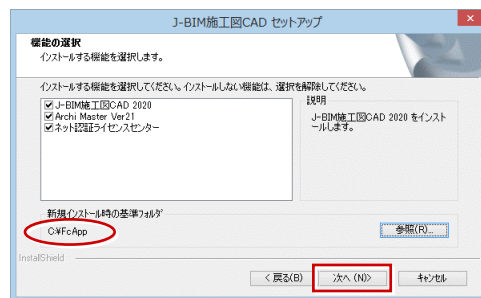 J-BIM施工図CAD セットアップ
機能の選択
インストールする機能を選択します。
インストールする機能を選択してください。インストールしない機能は、選択を解除してください。
J-BIM施工図CAD 2020
Archi Master Ver21
ネット認証ライセンスセンター
説明
J-BIM施工図CAD 2020 をインスト
ールします。
新規インストール時の基準フォルダ
C:¥FcApp
参照(R)...
InstallShield
< 戻る(B)
次へ (N)>
キャンセル